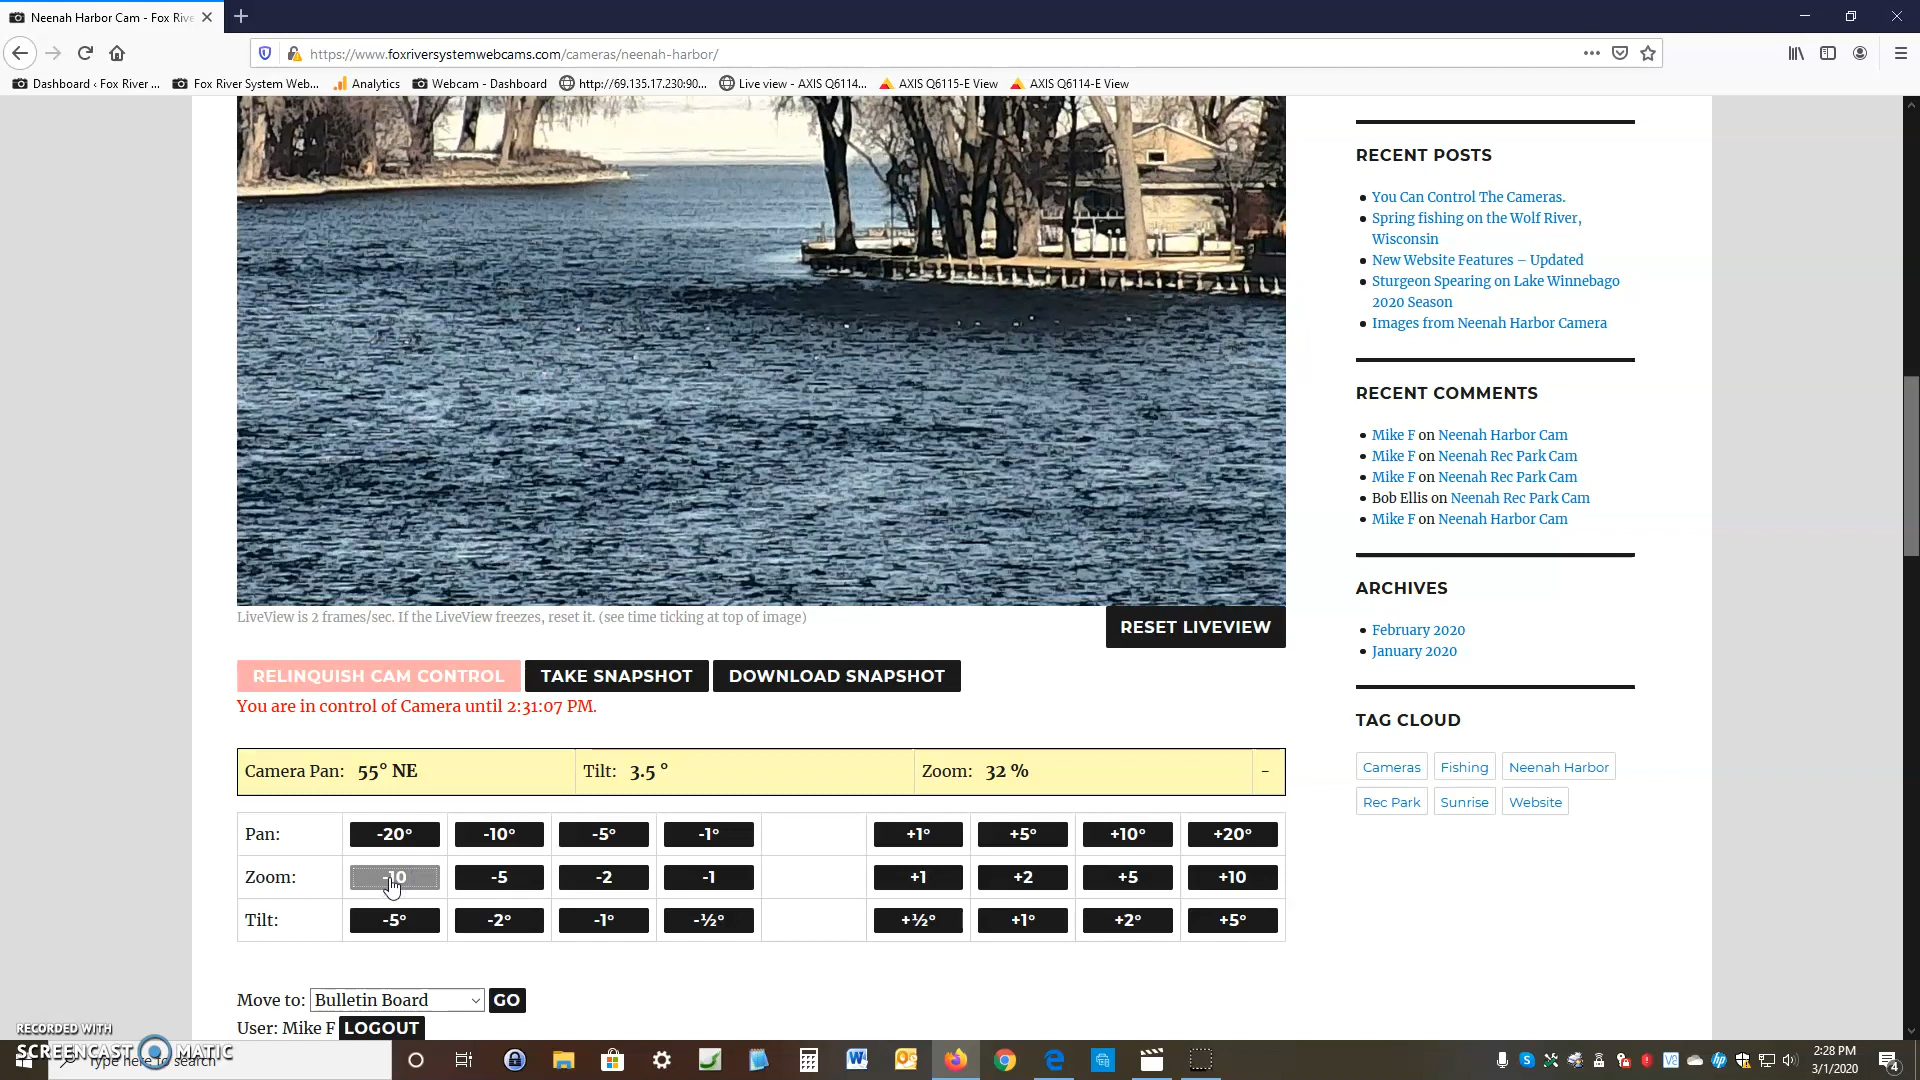 Neenah Harbor Cam - Fox Rive
https://www.foxriversystemwebcams.com/cameras/neenah-harbor/
Dashboard ‹ Fox River ... Fox River System Web... Analytics Webcam - Dashboard http://69.135.17.230:90... Live view - AXIS Q6114... AXIS Q6115-E View AXIS Q6114-E View
LiveView is 2 frames/sec. If the LiveView freezes, reset it. (see time ticking at top of image)
RESET LIVEVIEW
RELINQUISH CAM CONTROL TAKE SNAPSHOT DOWNLOAD SNAPSHOT
You are in control of Camera until 2:31:07 PM.
Camera Pan: 55° NE Tilt: 3.5 ° Zoom: 32 % -
Pan: -20° -10° -5° -1° +1° +5° +10° +20°
Zoom: -10 -5 -2 -1 +1 +2 +5 +10
Tilt: -5° -2° -1° -½° +½° +1° +2° +5°
Move to: Bulletin Board GO
User: Mike F LOGOUT
RECENT POSTS
You Can Control The Cameras.
Spring fishing on the Wolf River,
Wisconsin
New Website Features – Updated
Sturgeon Spearing on Lake Winnebago
2020 Season
Images from Neenah Harbor Camera
RECENT COMMENTS
Mike F on Neenah Harbor Cam
Mike F on Neenah Rec Park Cam
Mike F on Neenah Rec Park Cam
Bob Ellis on Neenah Rec Park Cam
Mike F on Neenah Harbor Cam
ARCHIVES
February 2020
January 2020
TAG CLOUD
Cameras Fishing Neenah Harbor
Rec Park Sunrise Website
RECORDED WITH
SCREENCAST MATIC
Type here to search
2:28 PM
3/1/2020
4